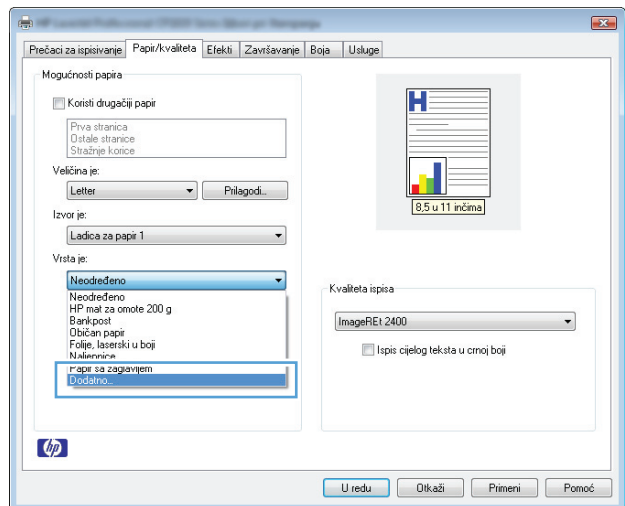 Prečaci za ispisivanje Papir/kvaliteta Efekti Završavanje Boja Usluge
Mogućnosti papira
Koristi drugačiji papir
Prva stranica
Ostale stranice
Stražnje korice
Veličina je:
Letter Prilagodi...
Izvor je:
Ladica za papir 1
Vrsta je:
Neodređeno
Neodređeno
HP mat za omote 200 g
Bankpost
Običan papir
Folije, laserski u boji
Naljepnice
Papir sa zaglavljem
Dodatno...
H
8,5 u 11 inčima
Kvaliteta ispisa
ImageREt 2400
Ispis cijelog teksta u crnoj boji
hp
U redu Otkaži Primeni Pomoć